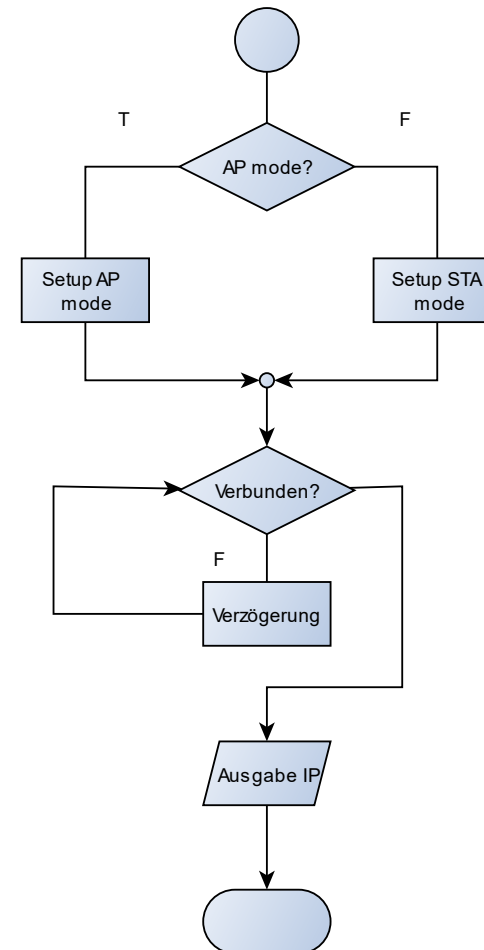 T
F
AP mode?
Setup AP
mode
Setup STA
mode
Verbunden?
F
Verzögerung
Ausgabe IP